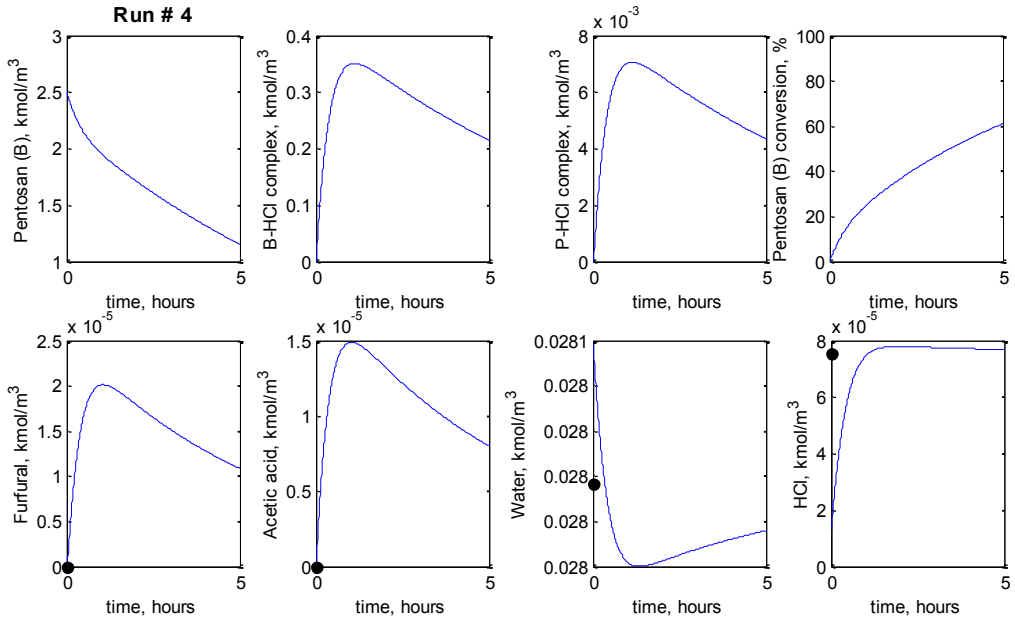 Run # 4
3
2.5
2
1.5
1
0
5
Pentosan (B), kmol/m³
time, hours
0.4
0.3
0.2
0.1
0
0
5
B-HCl complex, kmol/m³
time, hours
x 10⁻³
8
6
4
2
0
0
5
P-HCl complex, kmol/m³
time, hours
100
80
60
40
20
0
0
5
Pentosan (B) conversion, %
time, hours
x 10⁻⁵
2.5
2
1.5
1
0.5
0
0
5
Furfural, kmol/m³
time, hours
x 10⁻⁵
1.5
1
0.5
0
0
5
Acetic acid, kmol/m³
time, hours
0.0281
0.028
0.028
0.028
0.028
0.028
0
5
Water, kmol/m³
time, hours
x 10⁻⁵
8
6
4
2
0
0
5
HCl, kmol/m³
time, hours